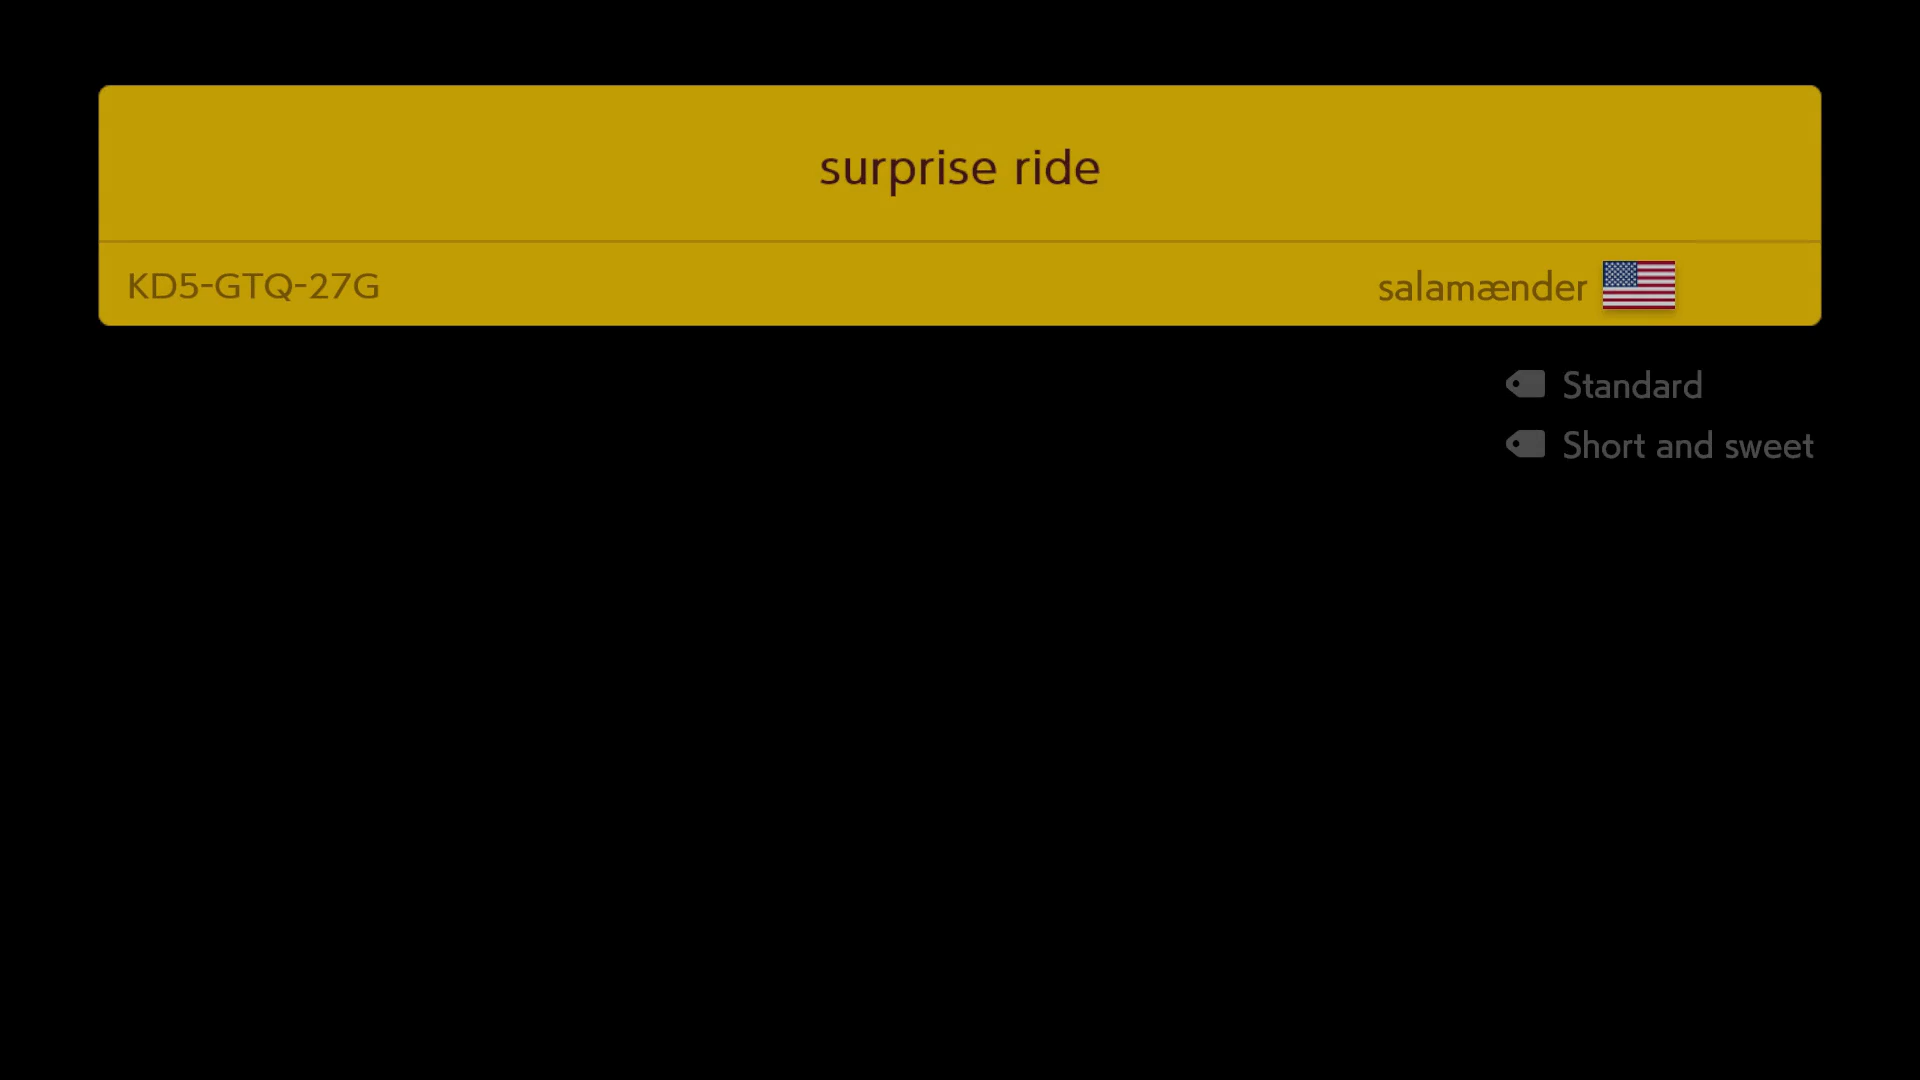 surprise ride
KD5-GTQ-27G
salamænder
Standard
Short and sweet